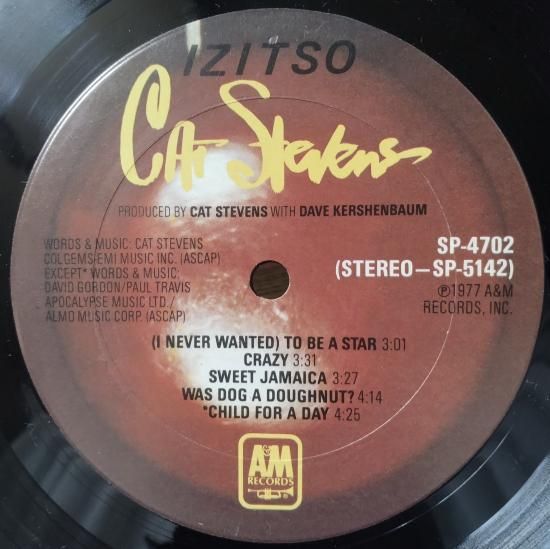 IZITSO
Cat Stevens
PRODUCED BY CAT STEVENS WITH DAVE KERSHENBAUM
WORDS & MUSIC: CAT STEVENS
COLGEMS-EMI MUSIC INC. (ASCAP)
EXCEPT* WORDS & MUSIC:
DAVID GORDON/PAUL TRAVIS
APOCALYPSE MUSIC LTD./
ALMO MUSIC CORP. (ASCAP)
SP-4702
(STEREO–SP-5142)
℗1977 A&M
RECORDS, INC.
(I NEVER WANTED) TO BE A STAR 3:01
CRAZY 3:31
SWEET JAMAICA 3:27
WAS DOG A DOUGHNUT? 4:14
*CHILD FOR A DAY 4:25
A&M
RECORDS
®